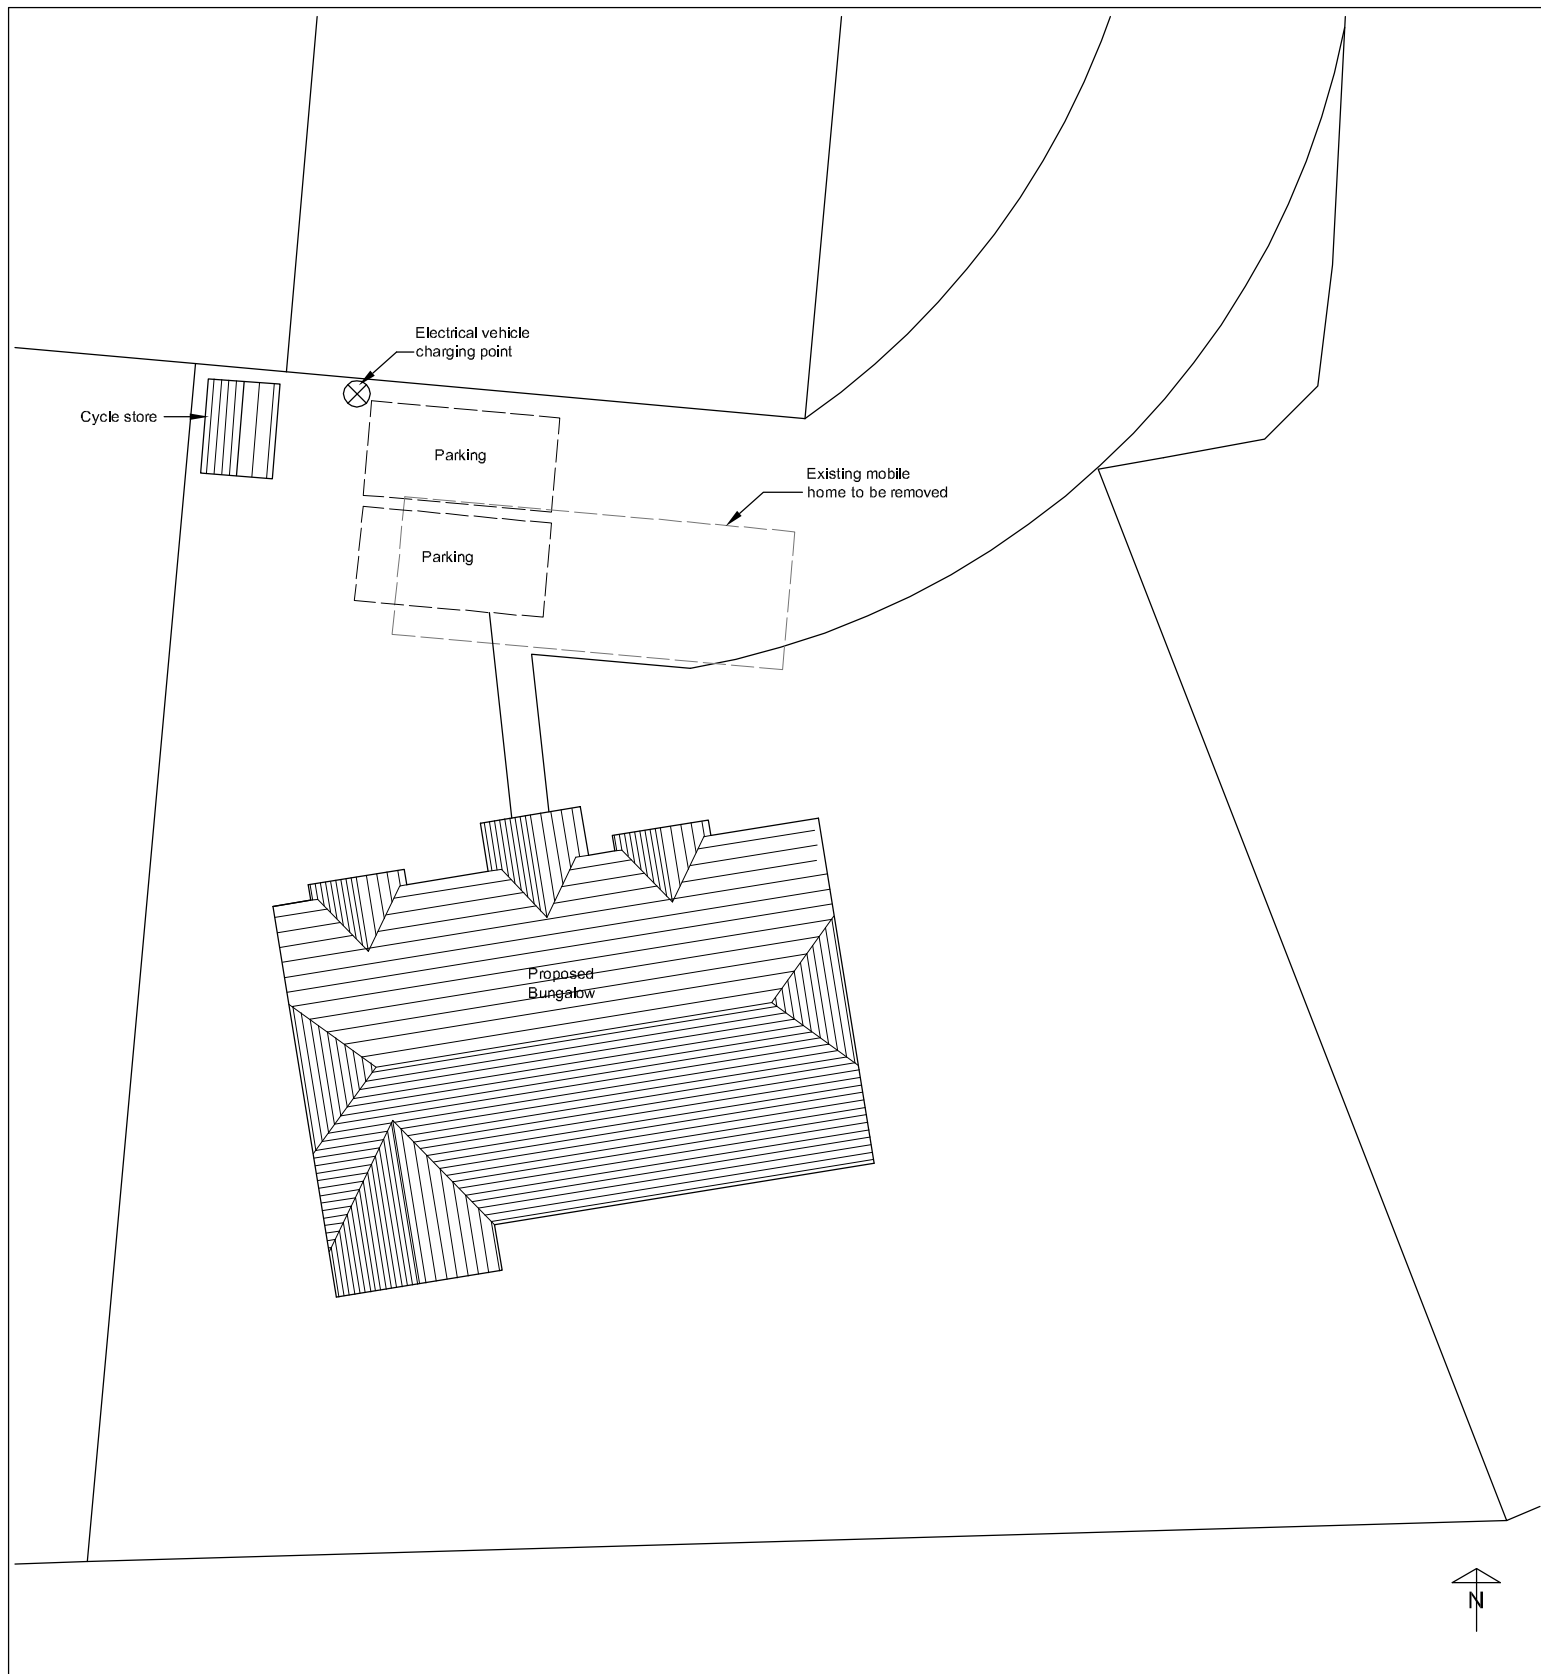 Electrical vehicle
charging point
Cycle store
Parking
Existing mobile
home to be removed
Parking
Proposed
Bungalow
N